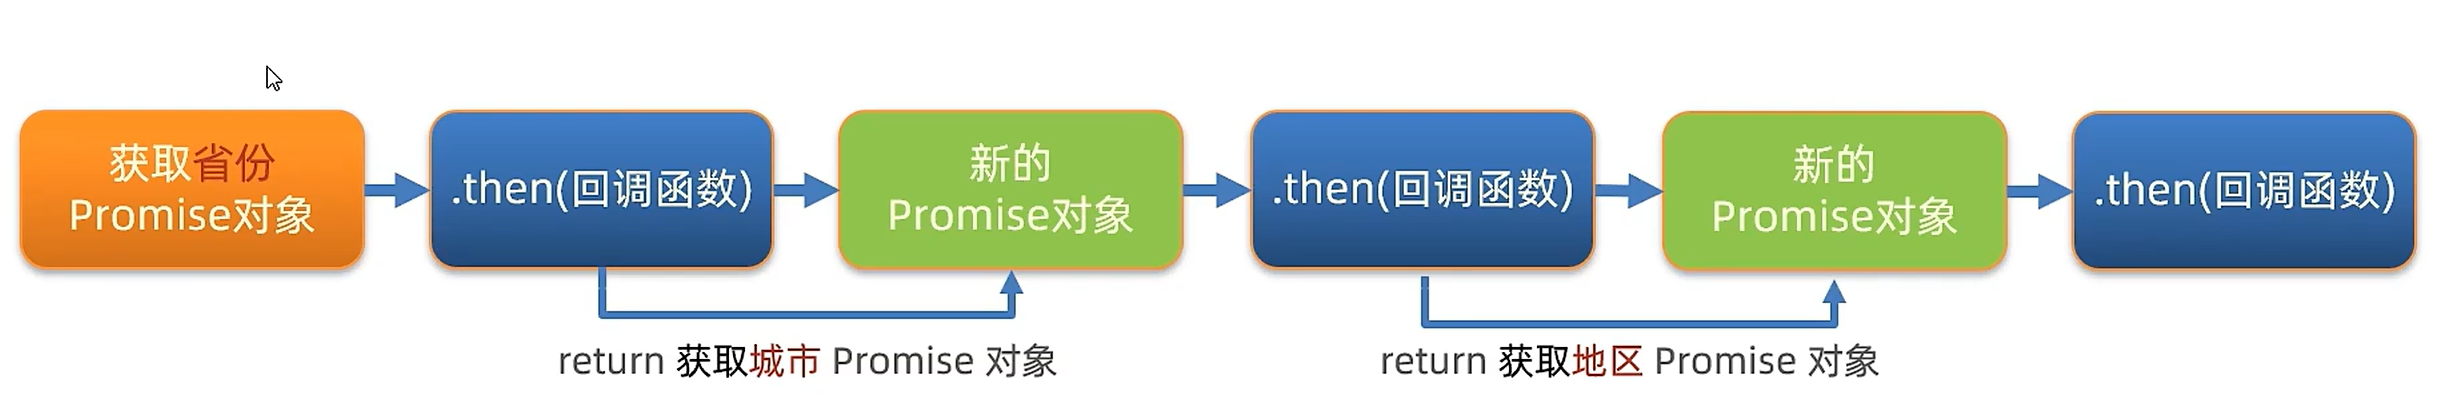 获取省份
Promise对象
.then(回调函数)
新的
Promise对象
.then(回调函数)
新的
Promise对象
.then(回调函数)
return 获取城市 Promise 对象
return 获取地区 Promise 对象